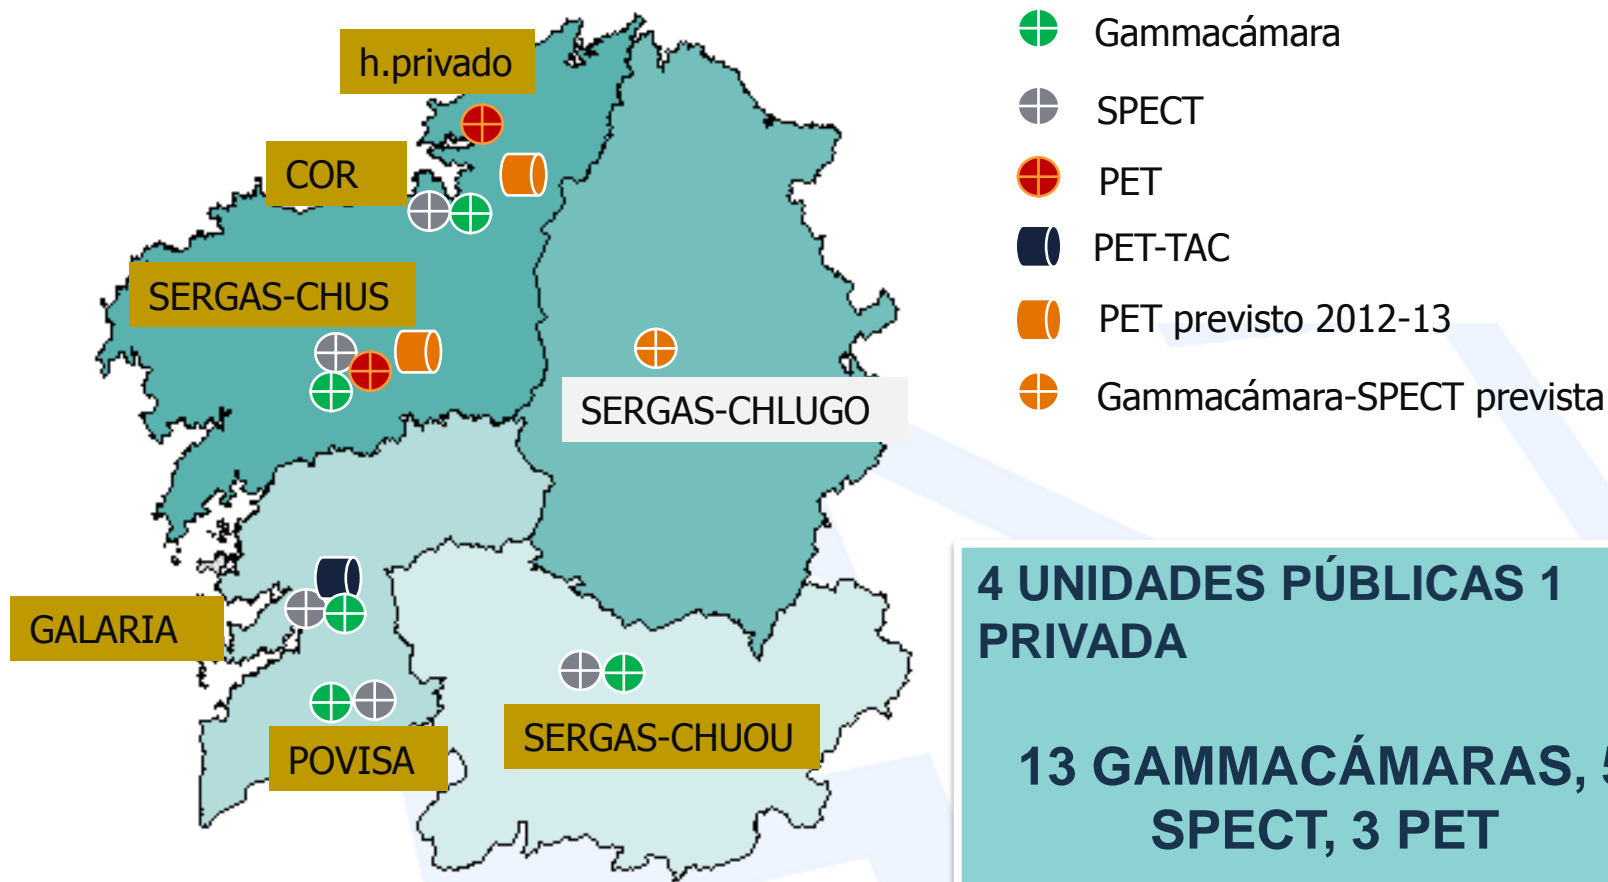 h.privado
COR
SERGAS-CHUS
SERGAS-CHLUGO
GALARIA
POVISA
SERGAS-CHUOU
Gammacámara
SPECT
PET
PET-TAC
PET previsto 2012-13
Gammacámara-SPECT prevista
4 UNIDADES PÚBLICAS 1
PRIVADA
13 GAMMACÁMARAS, 5
SPECT, 3 PET